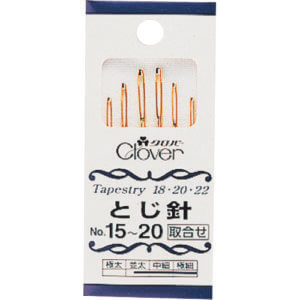 クロバー
Clover
Tapestry 18·20·22
とじ針
No.15~20 取合せ
極太 並太 中細 極細